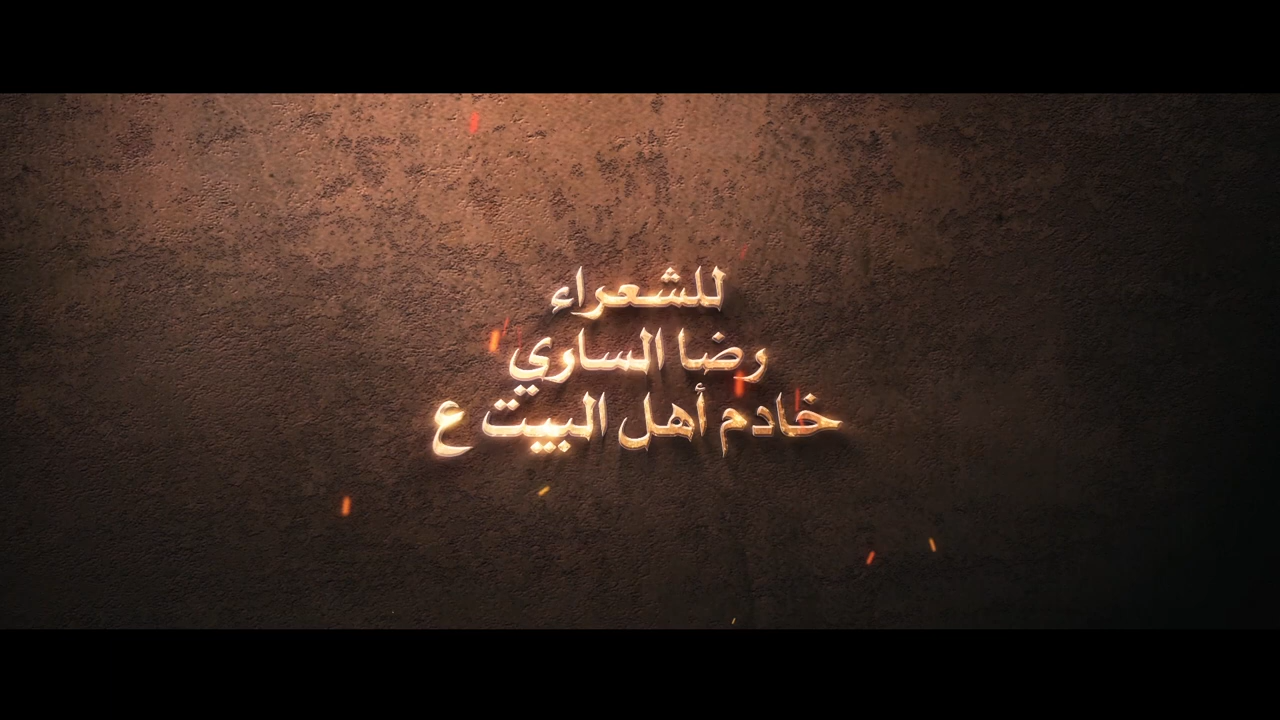 للشعراء
رضا الساري
خادم أهل البيت ع